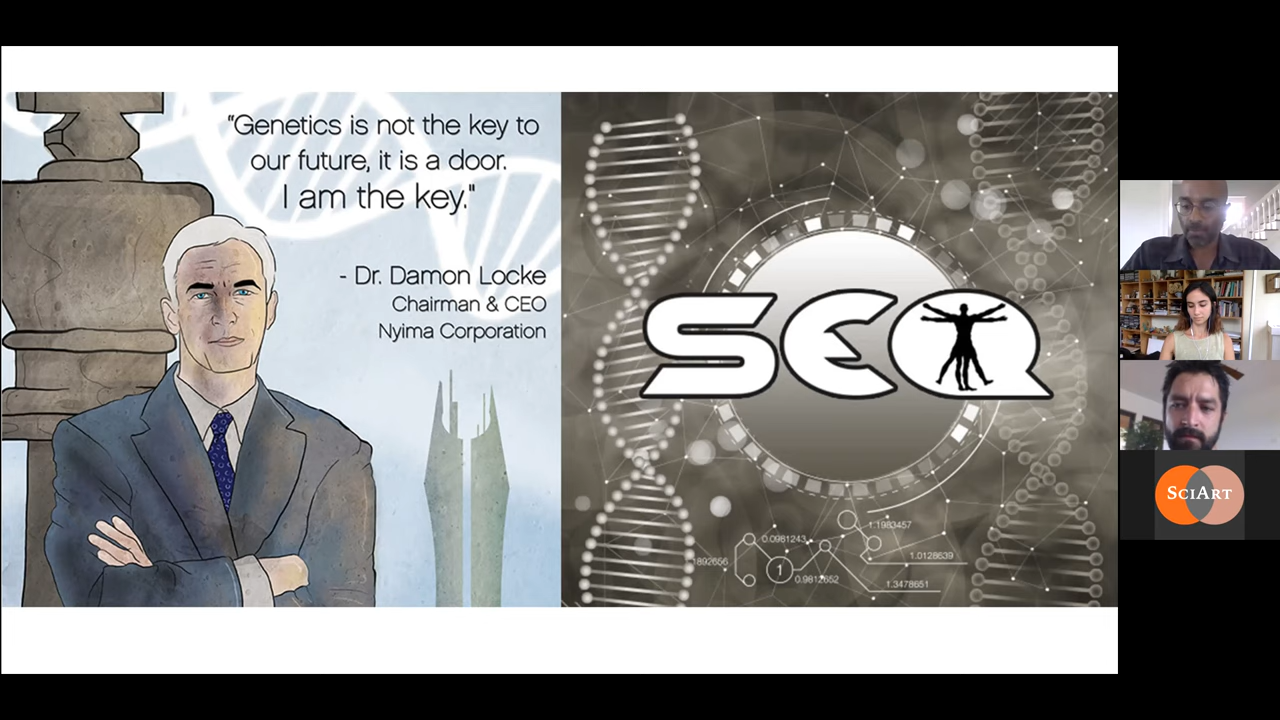 “Genetics is not the key to
our future, it is a door.
I am the key."
- Dr. Damon Locke
Chairman & CEO
Nyima Corporation
SEQ
1.1983457
0.0981243
1892656
1
0.9812652
1.0128639
1.3478651
SCIART